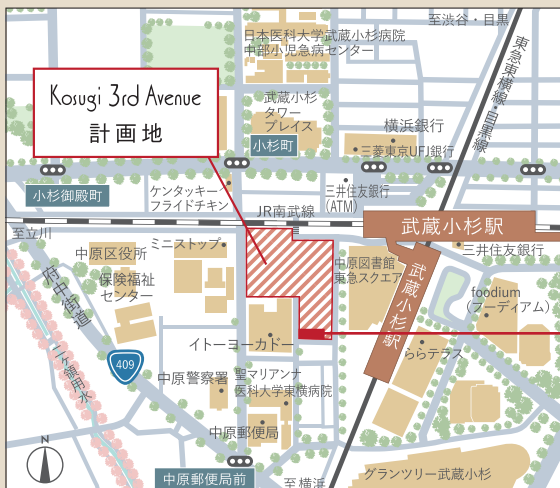 至渋谷・目黒
日本医科大学武蔵小杉病院
中部小児急病センター
東急東横線・目黒線
Kosugi 3rd Avenue
計画地
武蔵小杉
タワー
プレイス
横浜銀行
小杉町
三菱東京UFJ銀行
小杉御殿町
ケンタッキー
フライドチキン
三井住友銀行
(ATM)
JR南武線
武蔵小杉駅
至立川
中原区役所
ミニストップ
三井住友銀行
中原図書館
東急スクエア
武蔵小杉駅
保険福祉
センター
府中街道
foodium
(フーディアム)
イトーヨーカドー
ららテラス
409
二ヶ領用水
中原警察署
聖マリアンナ
医科大学東横病院
中原郵便局
N
中原郵便局前
至横浜
グランツリー武蔵小杉